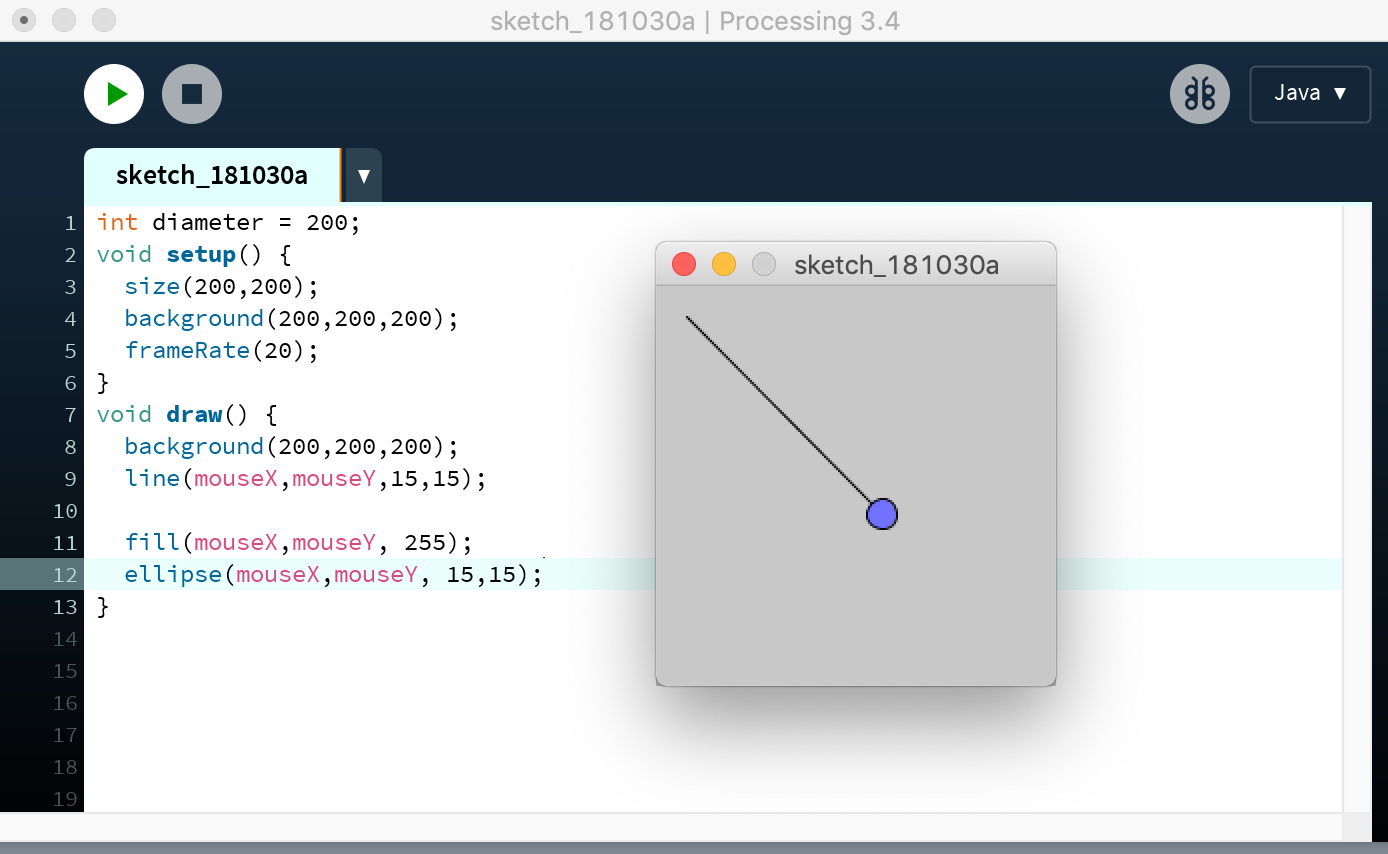 sketch_181030a | Processing 3.4
Java ▼
sketch_181030a ▼
1 int diameter = 200;
2 void setup() {
3   size(200,200);
4   background(200,200,200);
5   frameRate(20);
6 }
7 void draw() {
8   background(200,200,200);
9   line(mouseX,mouseY,15,15);
10
11   fill(mouseX,mouseY, 255);
12   ellipse(mouseX,mouseY, 15,15);
13 }
14
15
16
17
18
19
sketch_181030a